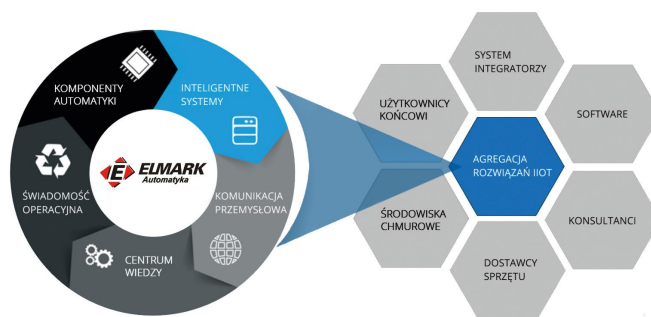 KOMPONENTY
AUTOMATYKI
INTELIGENTNE
SYSTEMY
ELMARK
Automatyka
ŚWIADOMOŚĆ
OPERACYJNA
KOMUNIKACJA
PRZEMYSŁOWA
CENTRUM
WIEDZY
SYSTEM
INTEGRATORZY
UŻYTKOWNICY
KOŃCOWI
SOFTWARE
AGREGACJA
ROZWIĄZAŃ IIOT
ŚRODOWISKA
CHMUROWE
KONSULTANCI
DOSTAWCY
SPRZĘTU